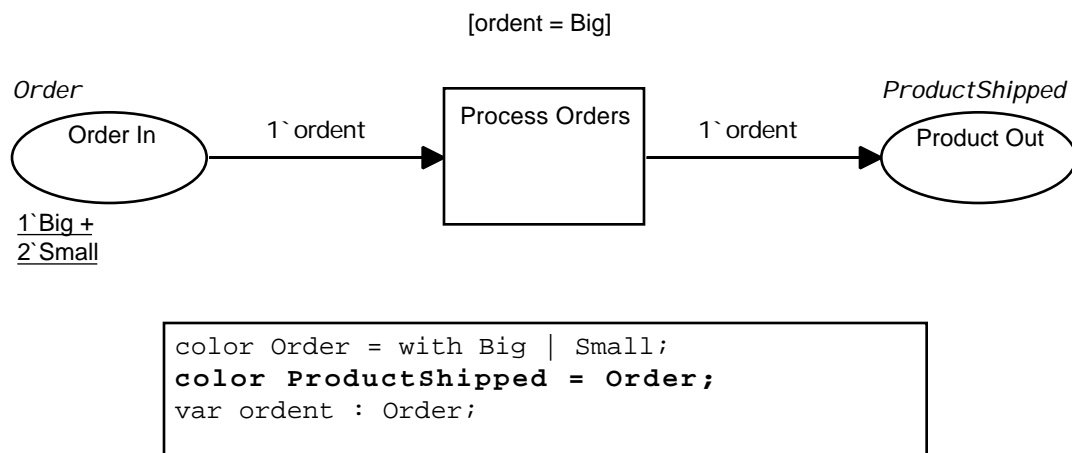 [ordent = Big]
Order
ProductShipped
Order In
1`ordent
Process Orders
1`ordent
Product Out
1`Big +
2`Small
color Order = with Big | Small;
color ProductShipped = Order;
var ordent : Order;